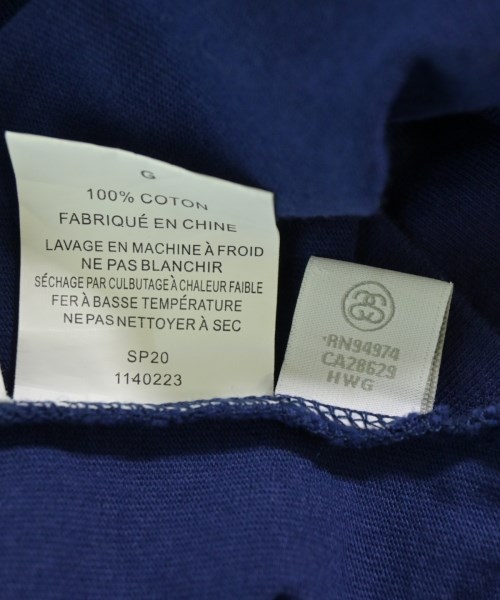 G
100% COTON
FABRIQUÉ EN CHINE
LAVAGE EN MACHINE À FROID
NE PAS BLANCHIR
SÉCHAGE PAR CULBUTAGE À CHALEUR FAIBLE
FER À BASSE TEMPÉRATURE
NE PAS NETTOYER À SEC
SP20
1140223
RN94974
CA28629
HWG